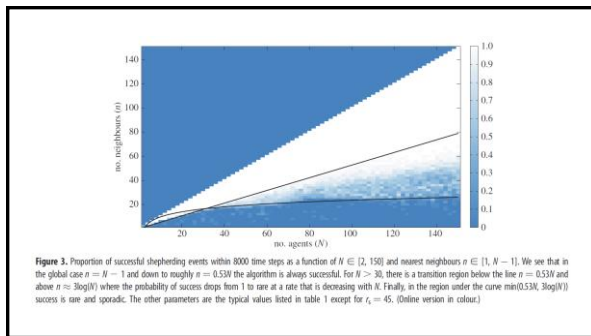 140
120
100
80
60
40
20
no. neighbours (n)
20 40 60 80 100 120 140
no. agents (N)
1.0
0.9
0.8
0.7
0.6
0.5
0.4
0.3
0.2
0.1
0
Figure 3. Proportion of successful shepherding events within 8000 time steps as a function of N ∈ [2, 150] and nearest neighbours n ∈ [1, N − 1]. We see that in
the global case n = N − 1 and down to roughly n = 0.53N the algorithm is always successful. For N > 30, there is a transition region below the line n = 0.53N and
above n ≈ 3log(N) where the probability of success drops from 1 to rare at a rate that is decreasing with N. Finally, in the region under the curve min(0.53N, 3log(N))
success is rare and sporadic. The other parameters are the typical values listed in table 1 except for rₛ = 45. (Online version in colour.)